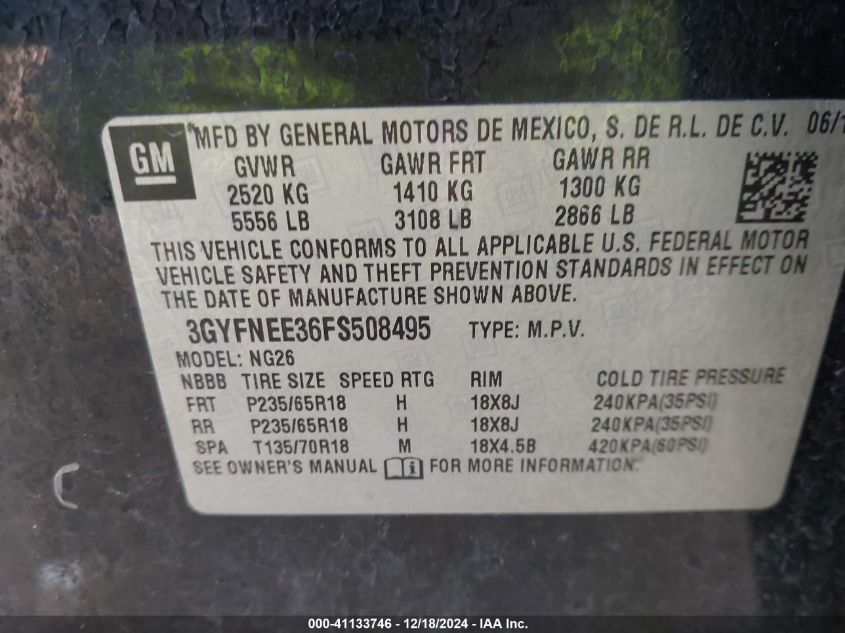 GM
MFD BY GENERAL MOTORS DE MEXICO, S. DE R.L. DE C.V. 06/1
GVWR GAWR FRT GAWR RR
2520 KG 1410 KG 1300 KG
5556 LB 3108 LB 2866 LB
THIS VEHICLE CONFORMS TO ALL APPLICABLE U.S. FEDERAL MOTOR
VEHICLE SAFETY AND THEFT PREVENTION STANDARDS IN EFFECT ON
THE DATE OF MANUFACTURE SHOWN ABOVE.
3GYFNEE36FS508495 TYPE: M.P.V.
MODEL: NG26
NBBB TIRE SIZE SPEED RTG RIM COLD TIRE PRESSURE
FRT P235/65R18 H 18X8J 240KPA(35PSI)
RR P235/65R18 H 18X8J 240KPA(35PSI)
SPA T135/70R18 M 18X4.5B 420KPA(60PSI)
SEE OWNER'S MANUAL i FOR MORE INFORMATION.
000-41133746 - 12/18/2024 - IAA Inc.